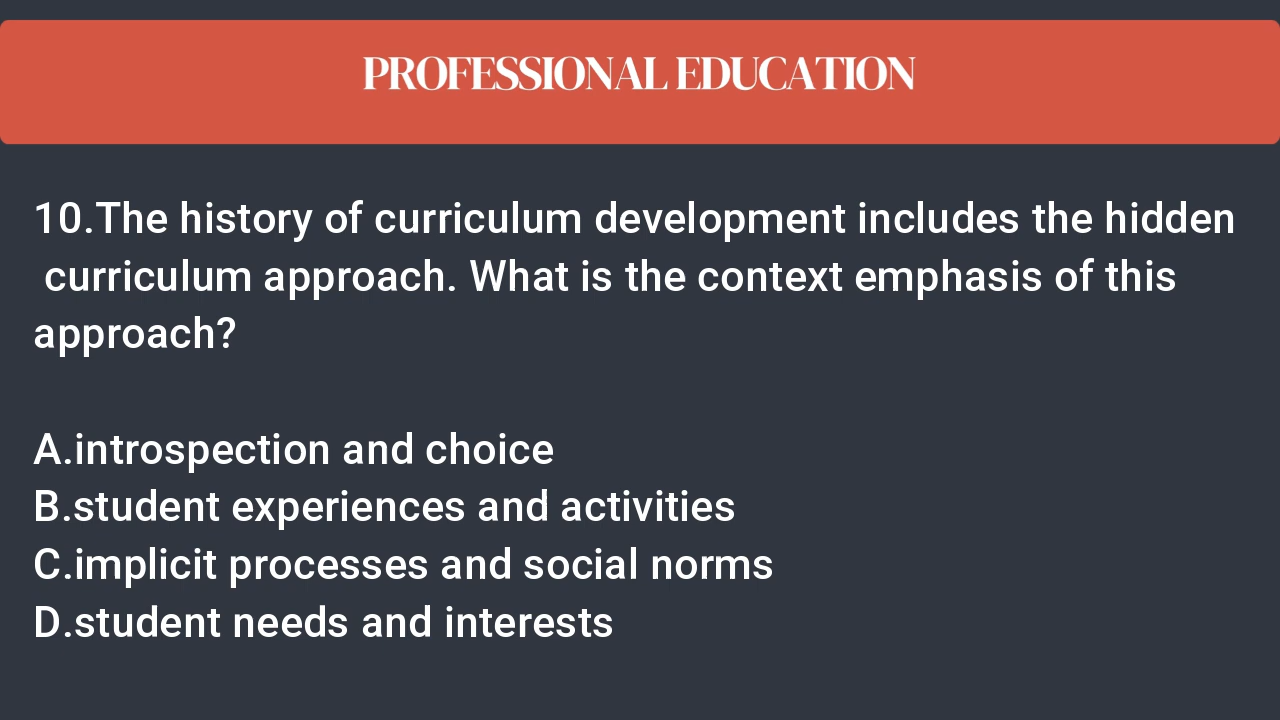 PROFESSIONAL EDUCATION
10.The history of curriculum development includes the hidden
curriculum approach. What is the context emphasis of this
approach?
A.introspection and choice
B.student experiences and activities
C.implicit processes and social norms
D.student needs and interests